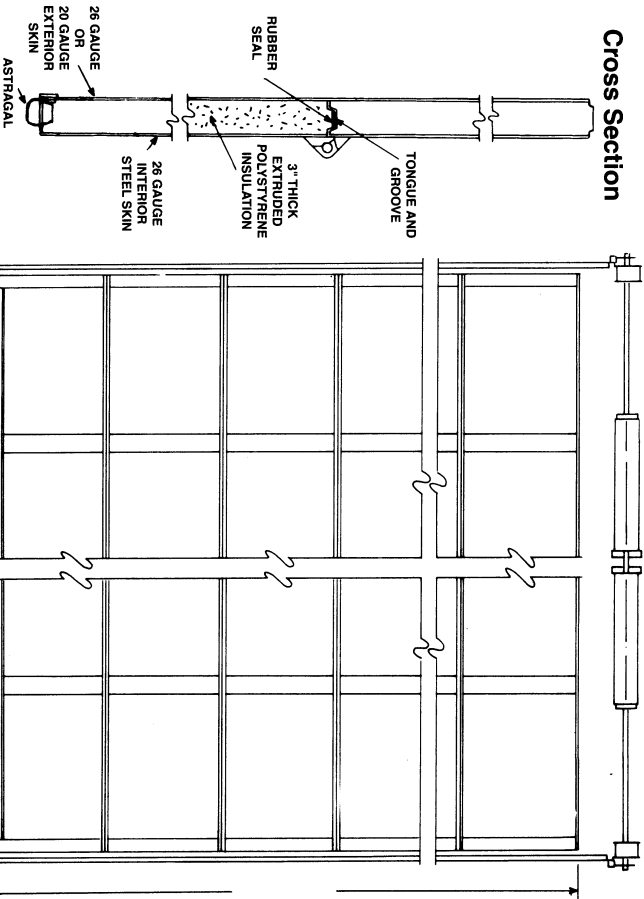 Cross Section
TONGUE AND
GROOVE
RUBBER
SEAL
3" THICK
EXTRUDED
POLYSTYRENE
INSULATION
26 GAUGE
INTERIOR
STEEL SKIN
26 GAUGE
OR
20 GAUGE
EXTERIOR
SKIN
ASTRAGAL